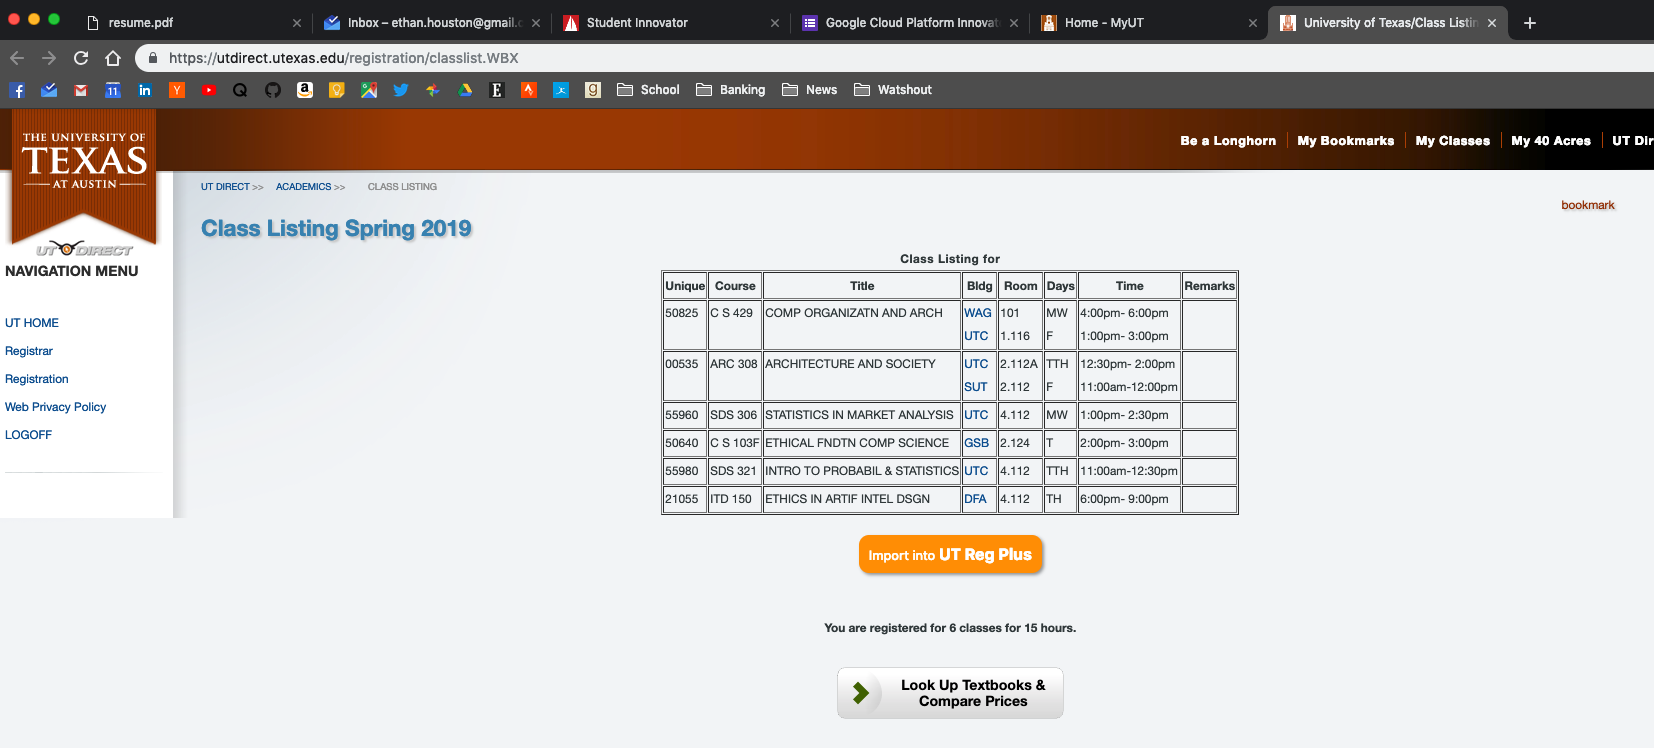 resume.pdf
Inbox – ethan.houston@gmail.c
Student Innovator
Google Cloud Platform Innovat
Home - MyUT
University of Texas/Class Listin
https://utdirect.utexas.edu/registration/classlist.WBX
School
Banking
News
Watshout
THE UNIVERSITY OF
TEXAS
AT AUSTIN
UT DIRECT
Be a Longhorn
My Bookmarks
My Classes
My 40 Acres
UT Dir
UT DIRECT >> ACADEMICS >> CLASS LISTING
bookmark
Class Listing Spring 2019
NAVIGATION MENU
UT HOME
Registrar
Registration
Web Privacy Policy
LOGOFF
Class Listing for
Unique Course Title Bldg Room Days Time Remarks
50825 C S 429 COMP ORGANIZATN AND ARCH WAG 101 MW 4:00pm- 6:00pm
UTC 1.116 F 1:00pm- 3:00pm
00535 ARC 308 ARCHITECTURE AND SOCIETY UTC 2.112A TTH 12:30pm- 2:00pm
SUT 2.112 F 11:00am-12:00pm
55960 SDS 306 STATISTICS IN MARKET ANALYSIS UTC 4.112 MW 1:00pm- 2:30pm
50640 C S 103F ETHICAL FNDTN COMP SCIENCE GSB 2.124 T 2:00pm- 3:00pm
55980 SDS 321 INTRO TO PROBABIL & STATISTICS UTC 4.112 TTH 11:00am-12:30pm
21055 ITD 150 ETHICS IN ARTIF INTEL DSGN DFA 4.112 TH 6:00pm- 9:00pm
Import into UT Reg Plus
You are registered for 6 classes for 15 hours.
Look Up Textbooks &
Compare Prices